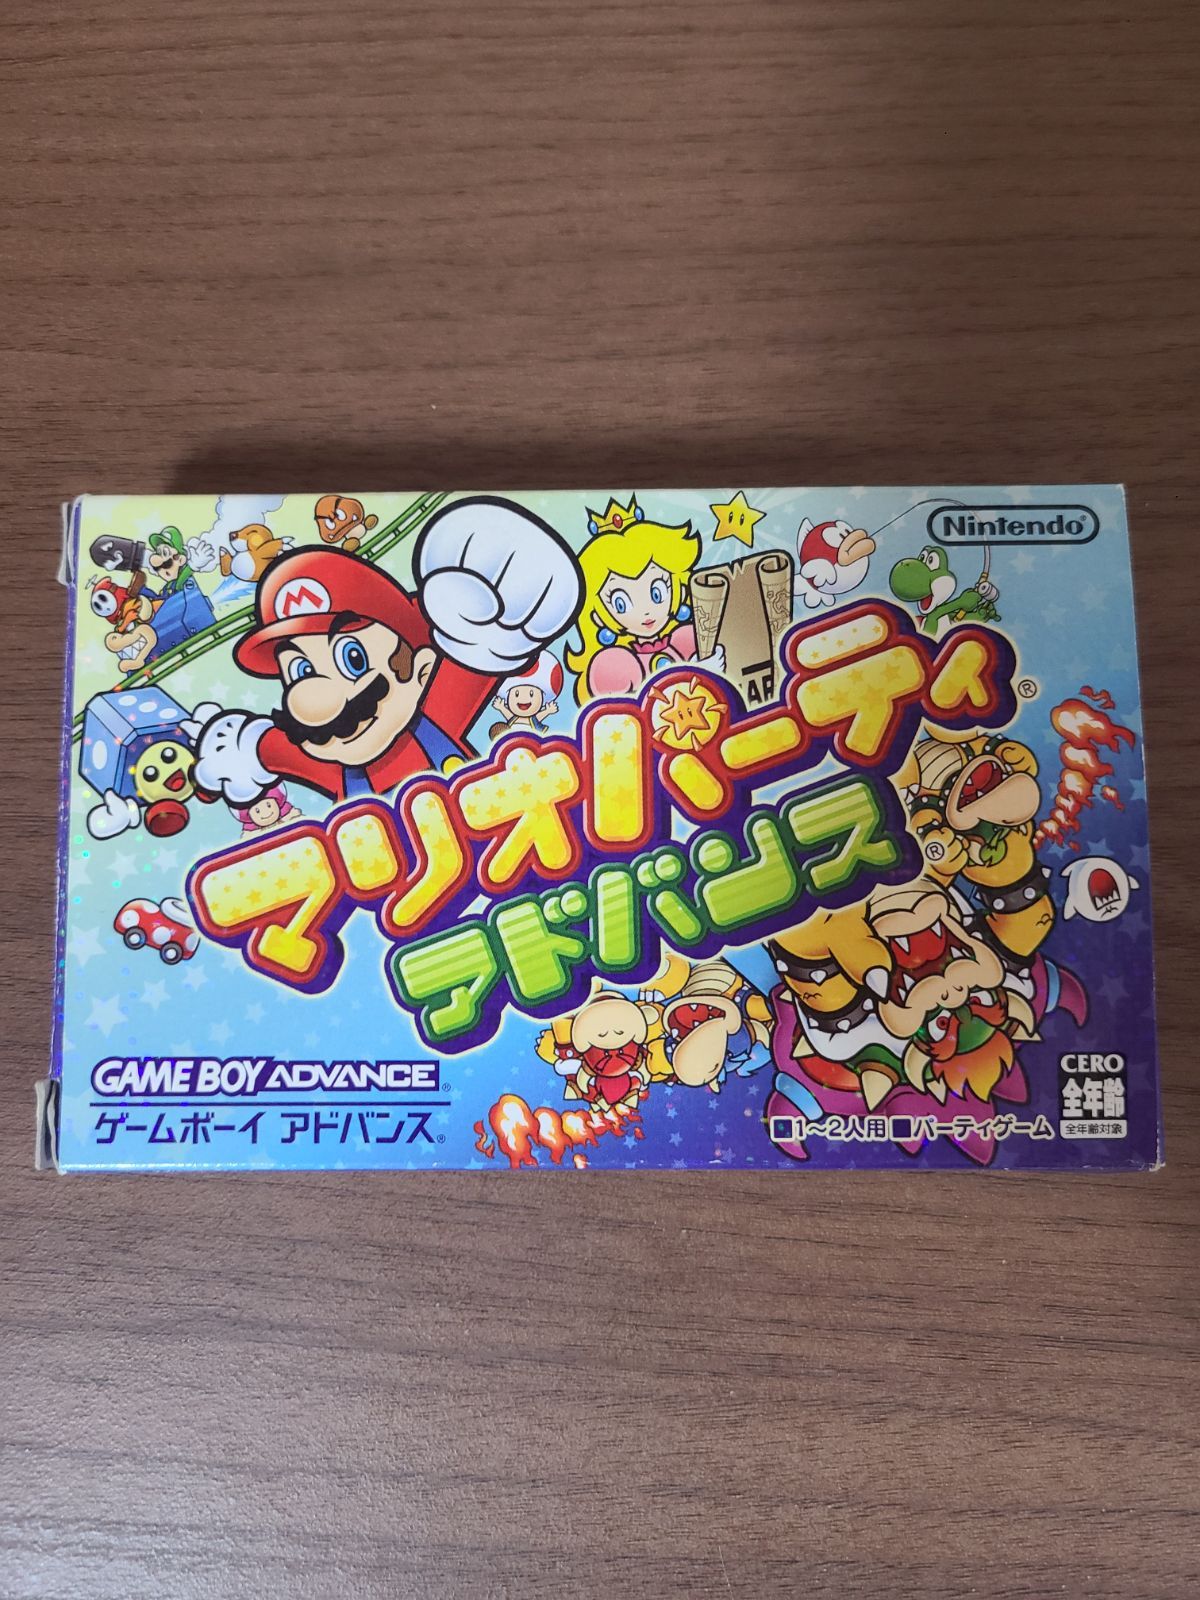 Nintendo®
M
マリオパーティ®
アドバンス®
GAME BOY ADVANCE®
ゲームボーイ アドバンス®
■1～2人用 ■パーティゲーム
CERO
全年齢
全年齢対象